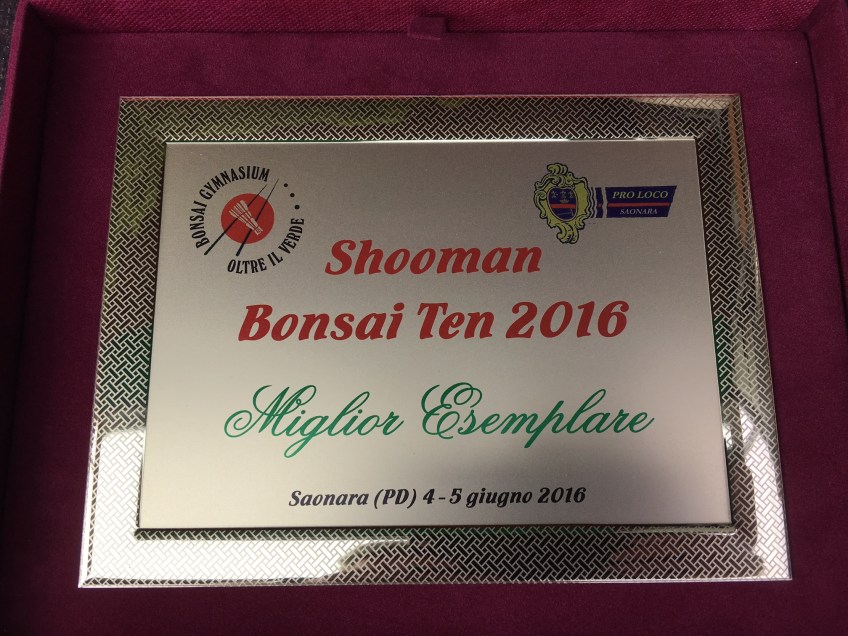 BONSAI GYMNASIUM
OLTRE IL VERDE
PRO LOCO
SAONARA
Shooman
Bonsai Ten 2016
Miglior Esemplare
Saonara (PD) 4 - 5 giugno 2016